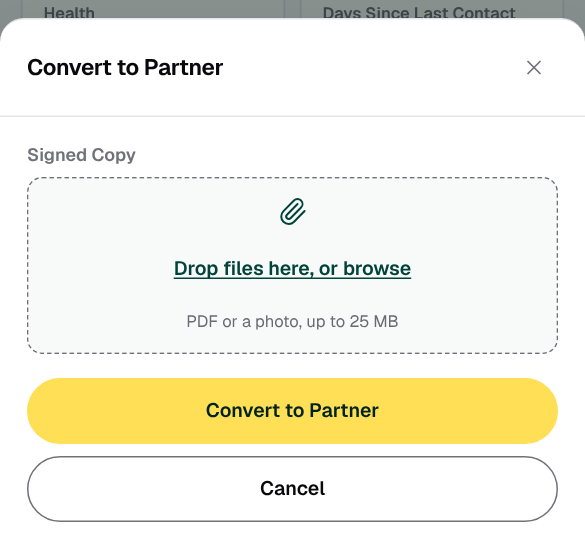 Health
Days Since Last Contact
Convert to Partner
Signed Copy
Drop files here, or browse
PDF or a photo, up to 25 MB
Convert to Partner
Cancel